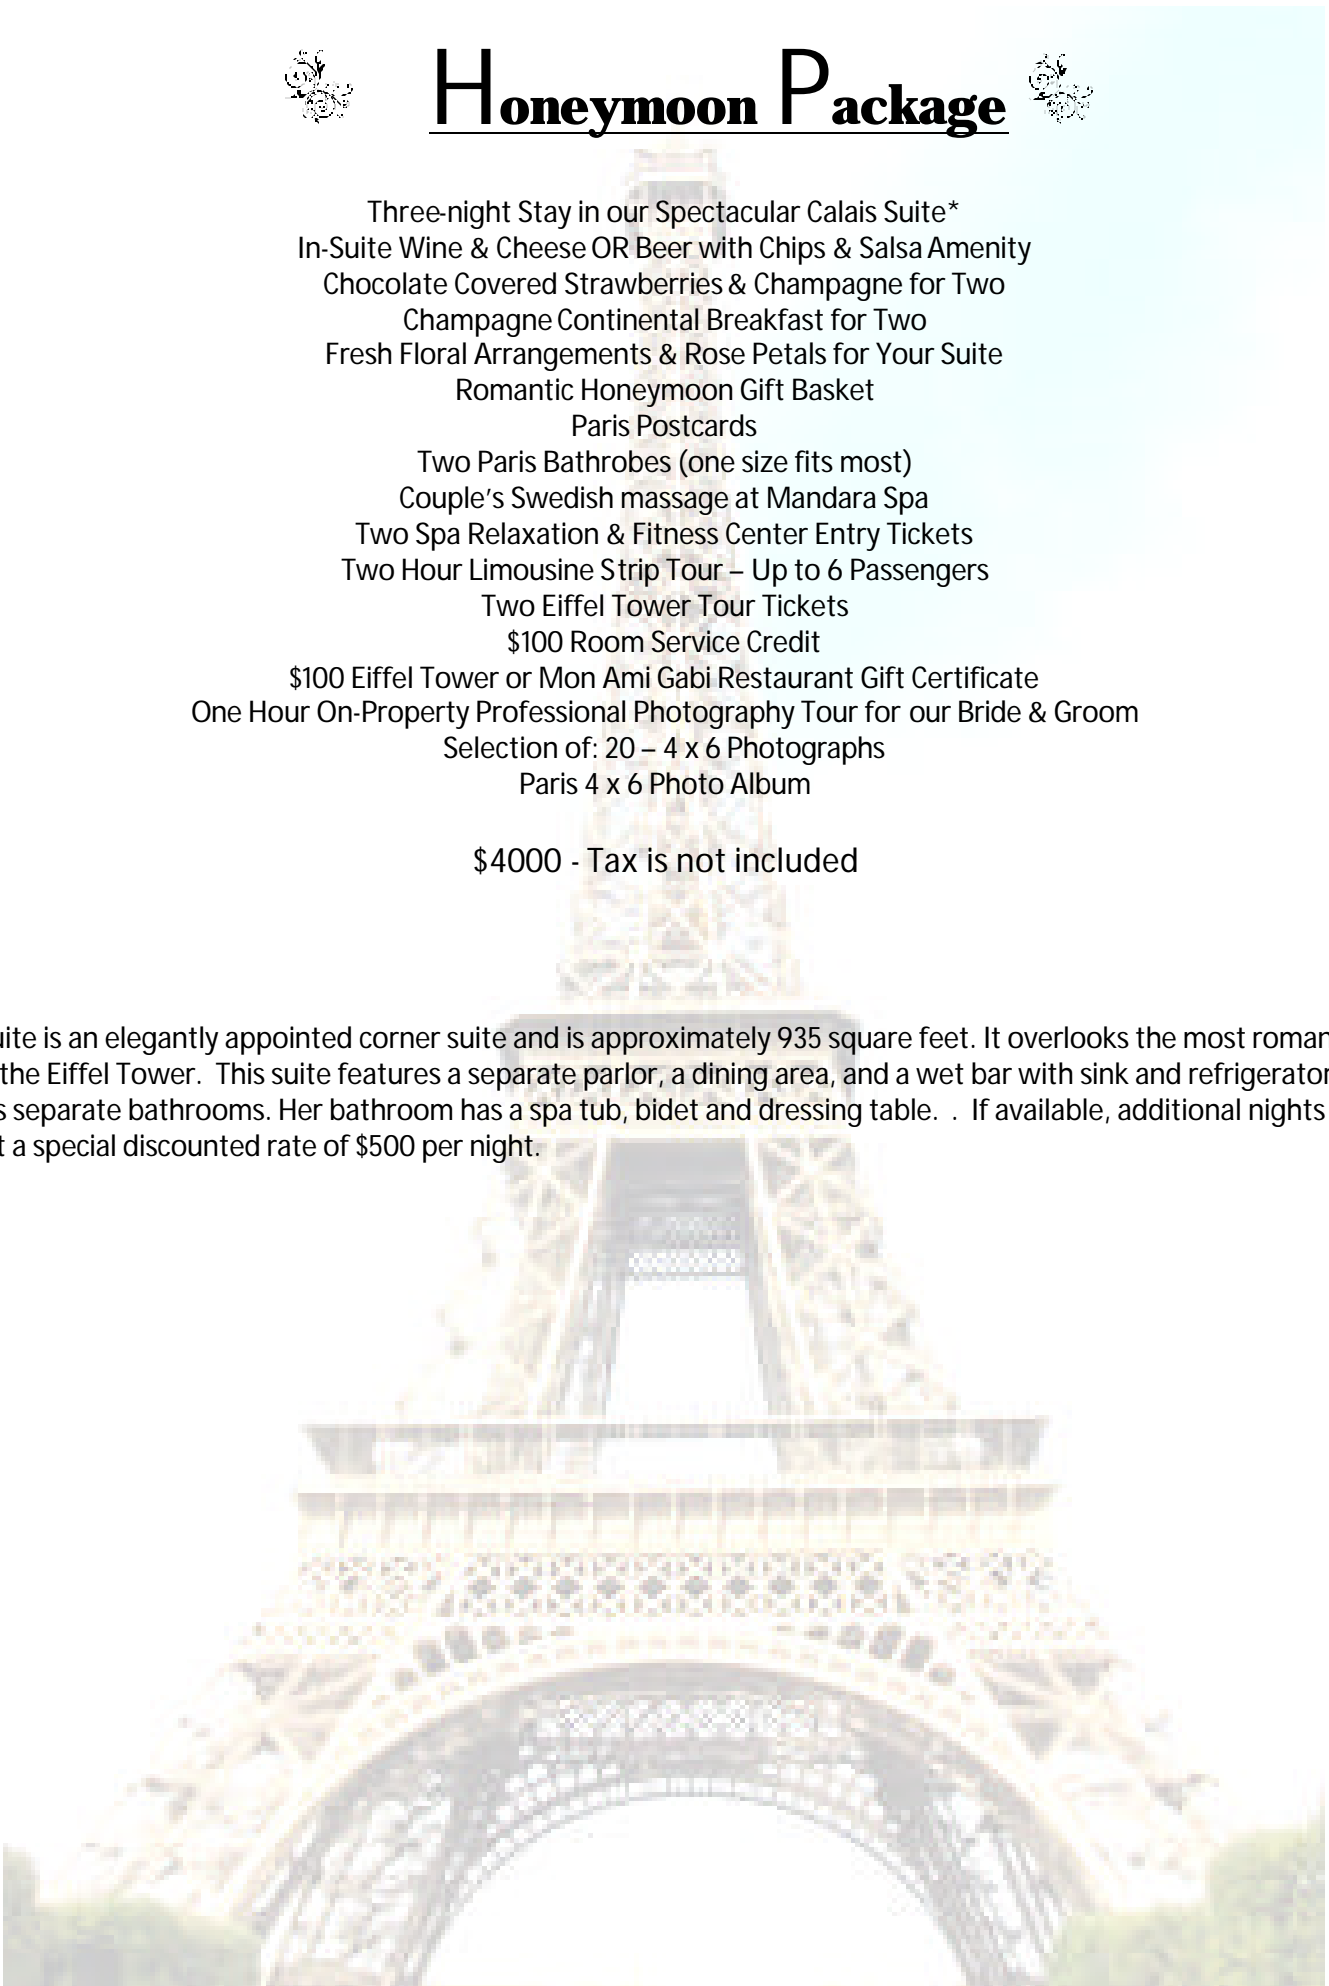 Honeymoon Package
Three-night Stay in our Spectacular Calais Suite*
In-Suite Wine & Cheese OR Beer with Chips & Salsa Amenity
Chocolate Covered Strawberries & Champagne for Two
Champagne Continental Breakfast for Two
Fresh Floral Arrangements & Rose Petals for Your Suite
Romantic Honeymoon Gift Basket
Paris Postcards
Two Paris Bathrobes (one size fits most)
Couple’s Swedish massage at Mandara Spa
Two Spa Relaxation & Fitness Center Entry Tickets
Two Hour Limousine Strip Tour – Up to 6 Passengers
Two Eiffel Tower Tour Tickets
$100 Room Service Credit
$100 Eiffel Tower or Mon Ami Gabi Restaurant Gift Certificate
One Hour On-Property Professional Photography Tour for our Bride & Groom
Selection of: 20 – 4 x 6 Photographs
Paris 4 x 6 Photo Album
$4000 - Tax is not included
is an elegantly appointed corner suite and is approximately 935 square feet. It overlooks the most
the Eiffel Tower. This suite features a separate parlor, a dining area, and a wet bar with sink and refrigerator
separate bathrooms. Her bathroom has a spa tub, bidet and dressing table. . If available, additional nights
a special discounted rate of $500 per night.